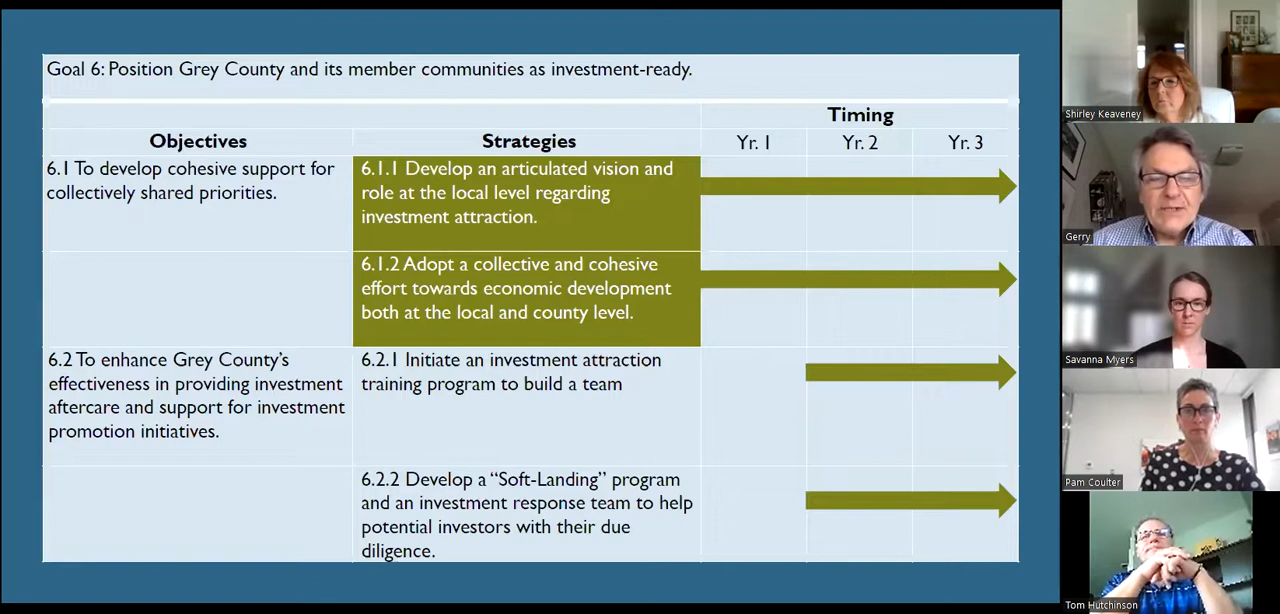 Goal 6: Position Grey County and its member communities as investment-ready.
Timing
Objectives
Strategies
Yr. 1
Yr. 2
Yr. 3
6.1 To develop cohesive support for
collectively shared priorities.
6.1.1 Develop an articulated vision and
role at the local level regarding
investment attraction.
6.1.2 Adopt a collective and cohesive
effort towards economic development
both at the local and county level.
6.2 To enhance Grey County's
effectiveness in providing investment
aftercare and support for investment
promotion initiatives.
6.2.1 Initiate an investment attraction
training program to build a team
6.2.2 Develop a “Soft-Landing” program
and an investment response team to help
potential investors with their due
diligence.
Shirley Keaveney
Gerry
Savanna Myers
Pam Coulter
Tom Hutchinson